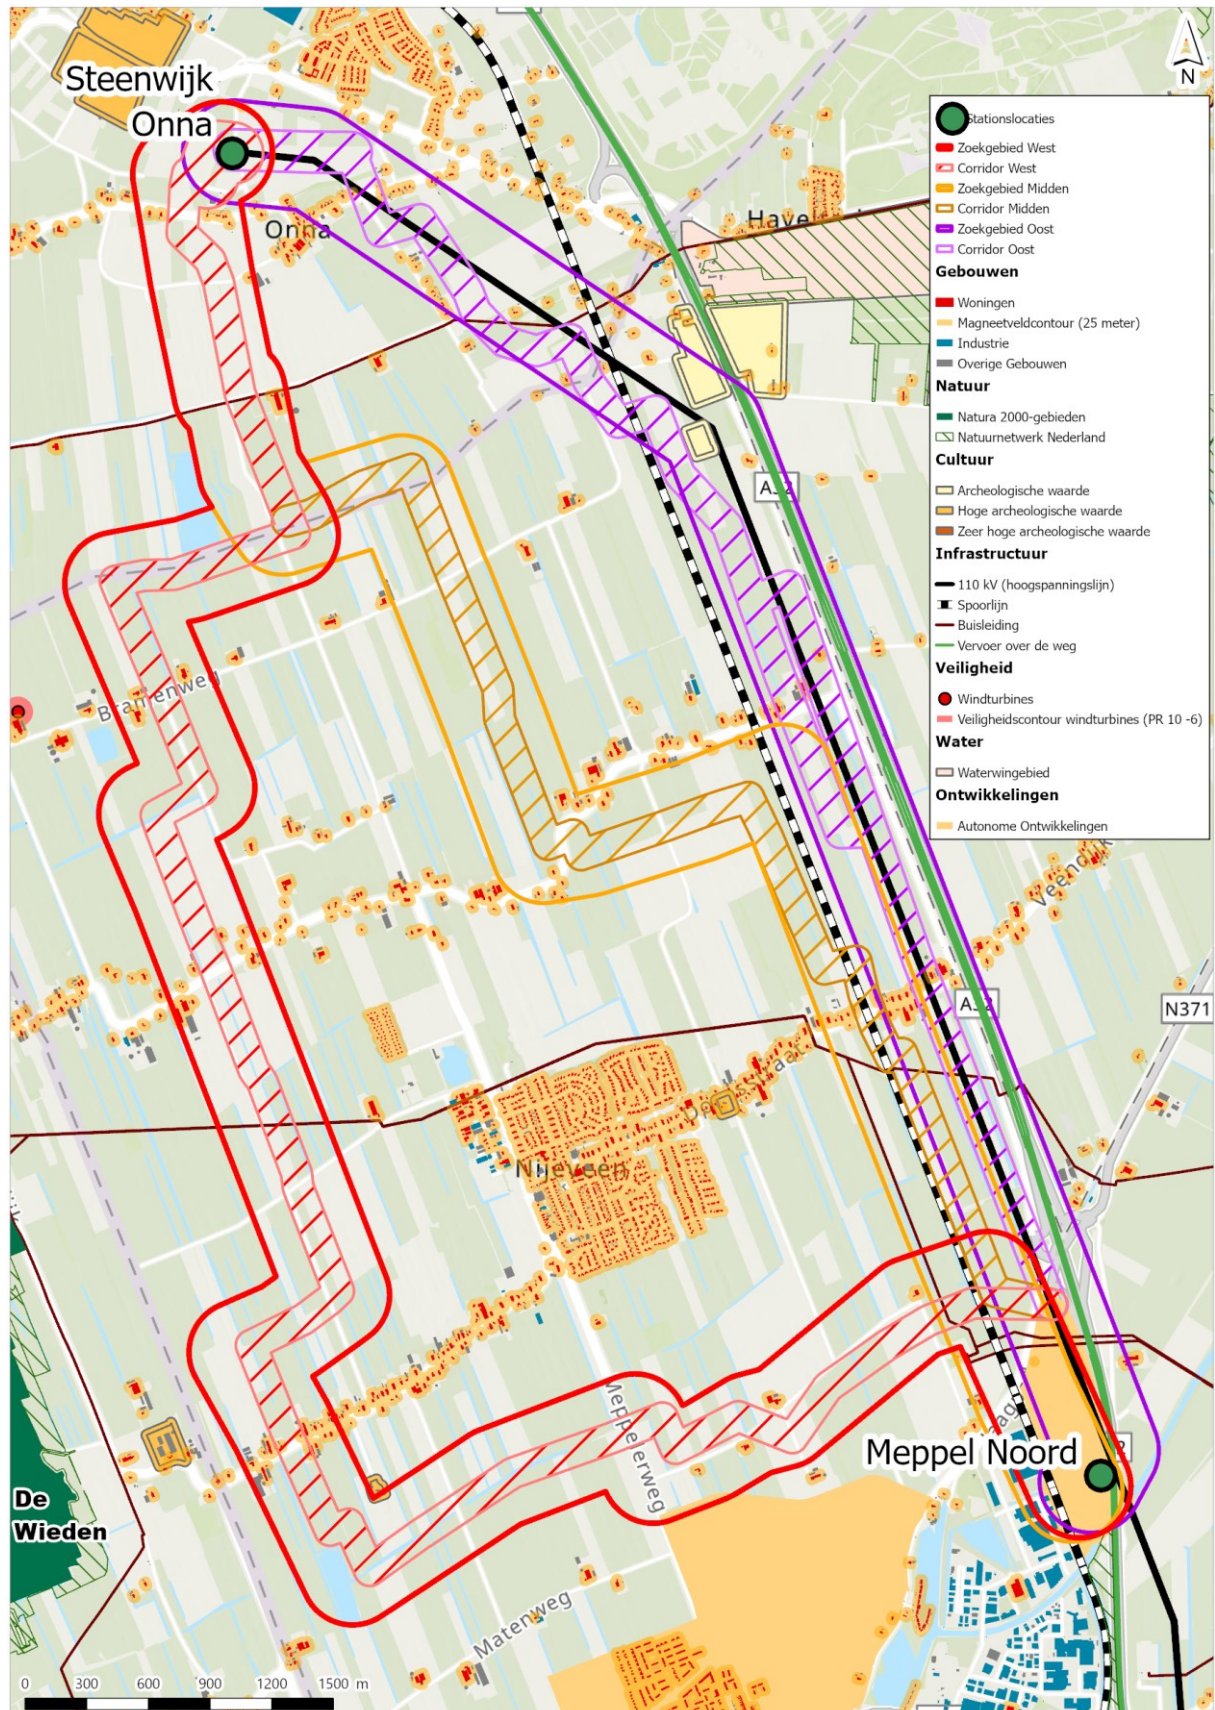 Steenwijk
Onna
N
Stationslocaties
Zoekgebied West
Corridor West
Zoekgebied Midden
Corridor Midden
Zoekgebied Oost
Corridor Oost
Gebouwen
Woningen
Magneetveldcontour (25 meter)
Industrie
Overige Gebouwen
Natuur
Natura 2000-gebieden
Natuurnetwerk Nederland
Cultuur
Archeologische waarde
Hoge archeologische waarde
Zeer hoge archeologische waarde
Infrastructuur
110 kV (hoogspanningslijn)
Spoorlijn
Buisleiding
Vervoer over de weg
Veiligheid
Windturbines
Veiligheidscontour windturbines (PR 10 -6)
Water
Waterwingebied
Ontwikkelingen
Autonome Ontwikkelingen
Onna
A32
Bramenweg
A32
N371
Nijeveen
Meppelerweg
Meppel Noord
De
Wieden
Matenweg
0 300 600 900 1200 1500 m